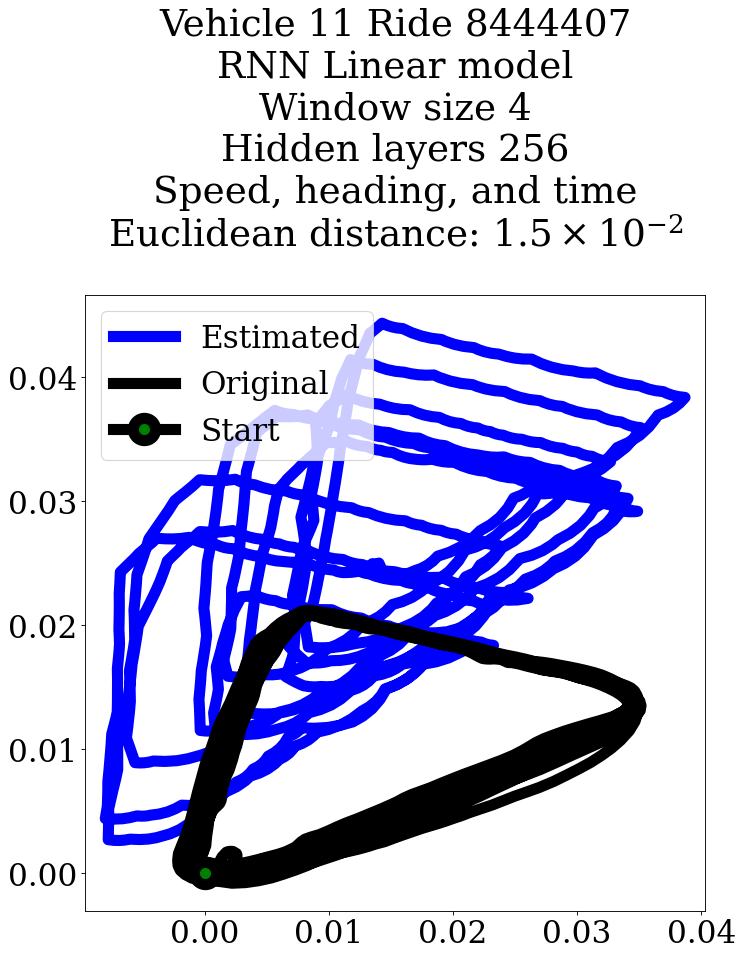 Vehicle 11 Ride 8444407
RNN Linear model
Window size 4
Hidden layers 256
Speed, heading, and time
Euclidean distance: 1.5 × 10⁻²
Estimated
Original
Start
0.04
0.03
0.02
0.01
0.00
0.00 0.01 0.02 0.03 0.04